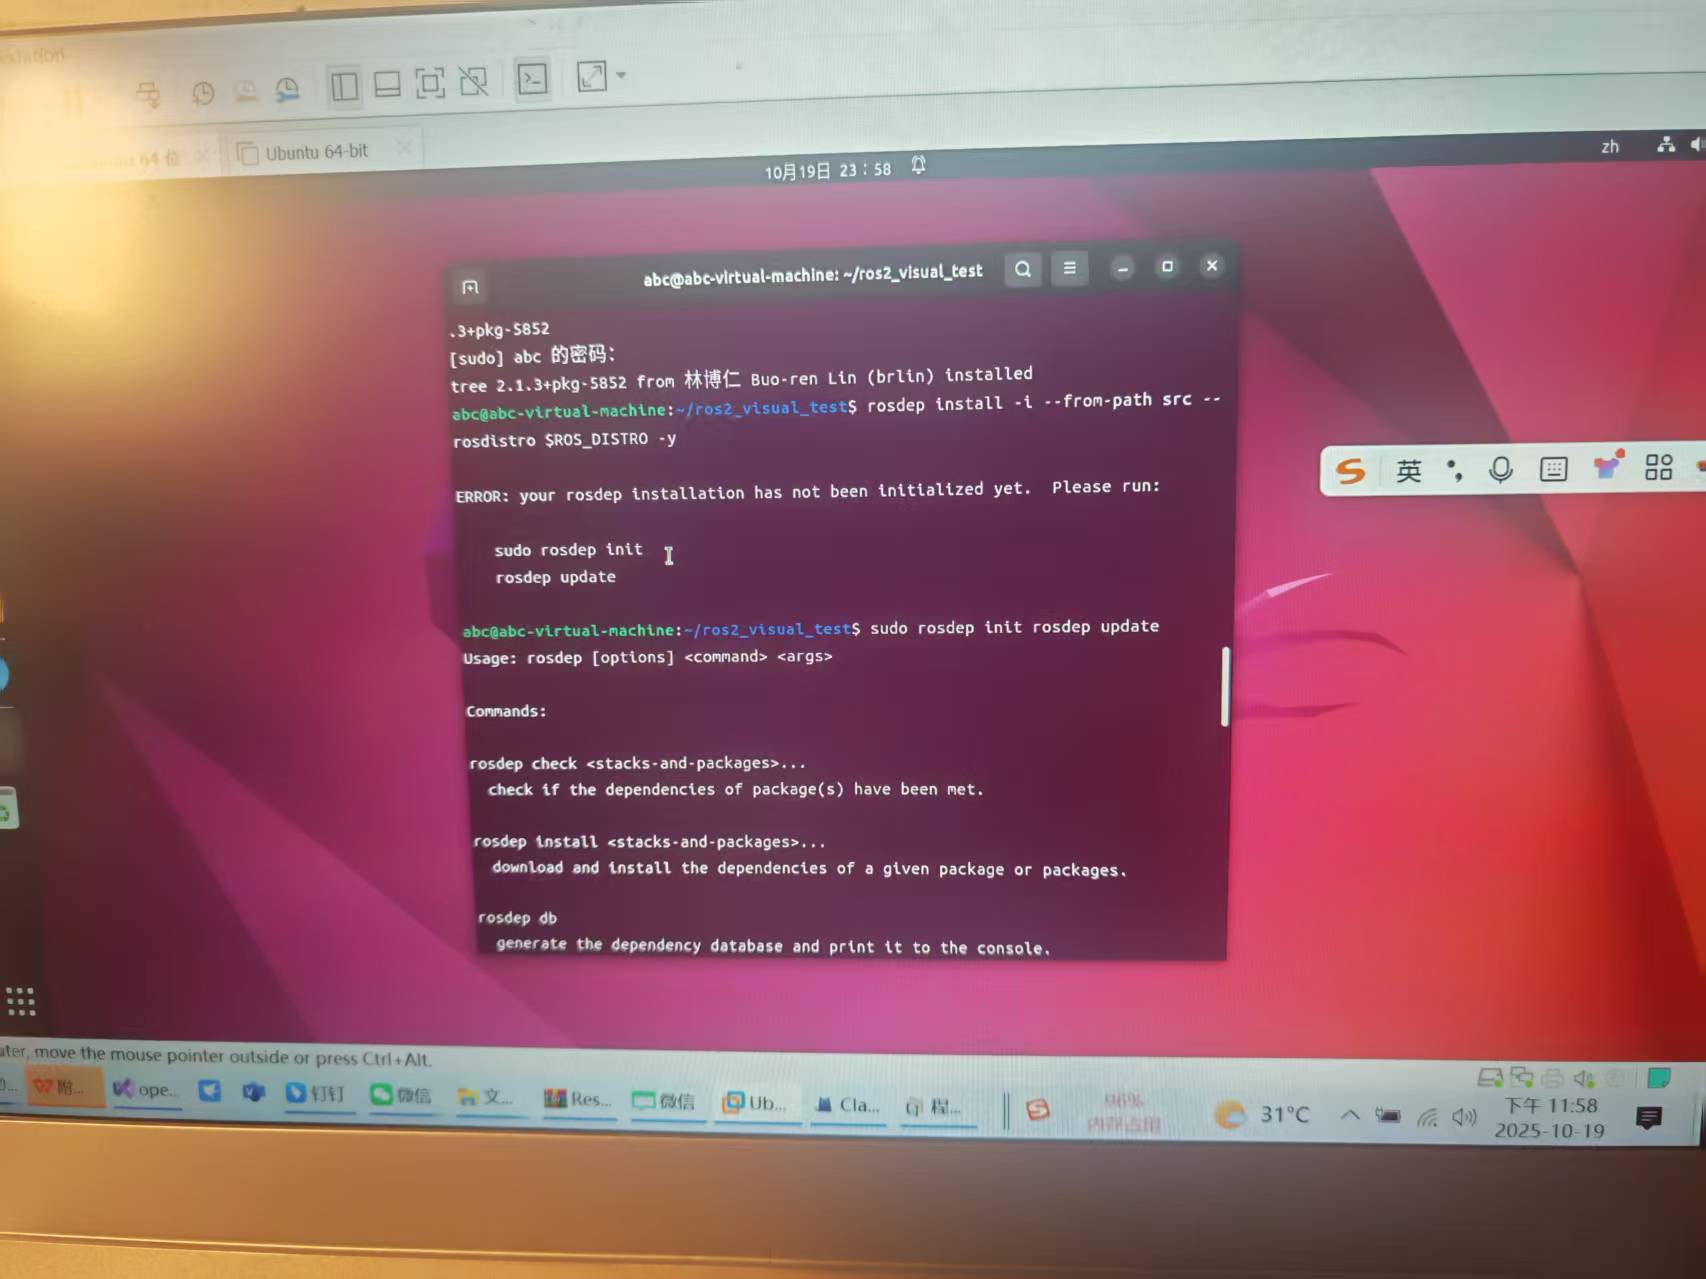 Ubuntu 64-bit
10月19日 23：58
zh
abc@abc-virtual-machine: ~/ros2_visual_test
.3+pkg-5852
[sudo] abc 的密码：
tree 2.1.3+pkg-5852 from 林博仁 Buo-ren Lin (brlin) installed
abc@abc-virtual-machine:~/ros2_visual_test$ rosdep install -i --from-path src --
rosdistro $ROS_DISTRO -y
ERROR: your rosdep installation has not been initialized yet.  Please run:
sudo rosdep init
rosdep update
abc@abc-virtual-machine:~/ros2_visual_test$ sudo rosdep init rosdep update
Usage: rosdep [options] <command> <args>
Commands:
rosdep check <stacks-and-packages>...
check if the dependencies of package(s) have been met.
rosdep install <stacks-and-packages>...
download and install the dependencies of a given package or packages.
rosdep db
generate the dependency database and print it to the console.
英
move the mouse pointer outside or press Ctrl+Alt.
ope...
钉钉
微信
文...
Res...
微信
Ub...
Cla...
程...
96%
内存占用
31°C
下午 11:58
2025-10-19